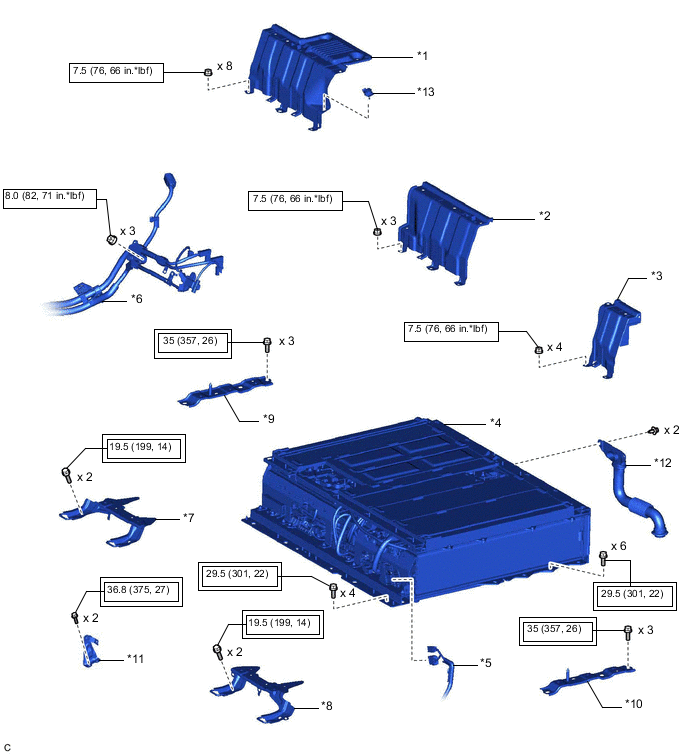 *1
7.5 (76, 66 in.*lbf)
x 8
*13
8.0 (82, 71 in.*lbf)
x 3
*6
7.5 (76, 66 in.*lbf)
x 3
*2
*3
7.5 (76, 66 in.*lbf)
x 4
35 (357, 26)
x 3
*9
*4
x 2
*12
19.5 (199, 14)
x 2
*7
29.5 (301, 22)
x 4
x 6
29.5 (301, 22)
36.8 (375, 27)
x 2
*11
19.5 (199, 14)
x 2
*8
*5
35 (357, 26)
x 3
*10
C